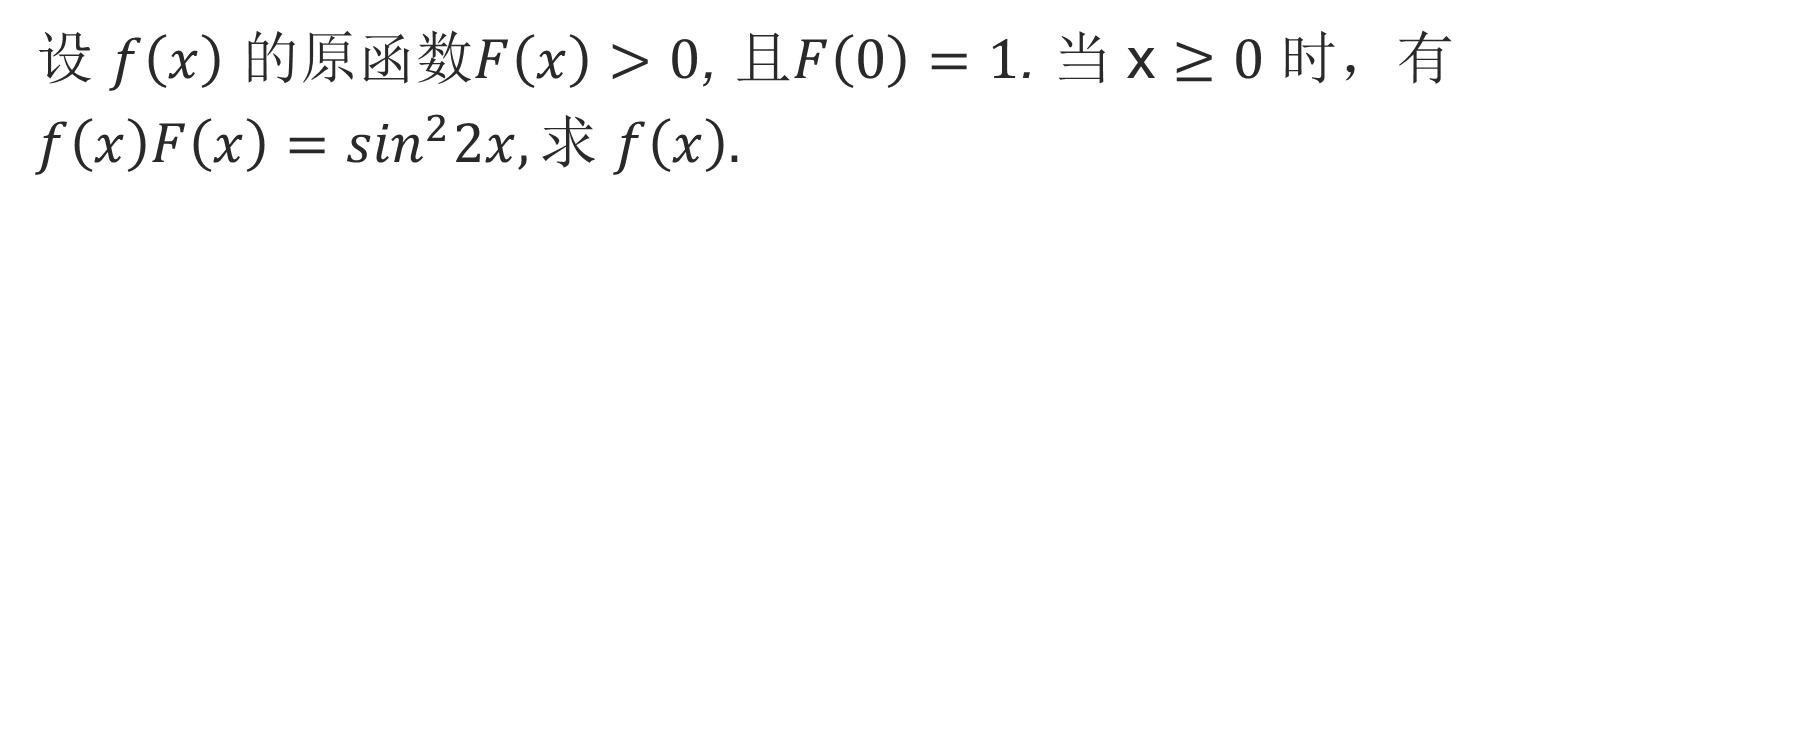 设 f(x) 的原函数F(x) > 0, 且F(0) = 1. 当 x ≥ 0 时，有
f(x)F(x) = sin²2x, 求 f(x).